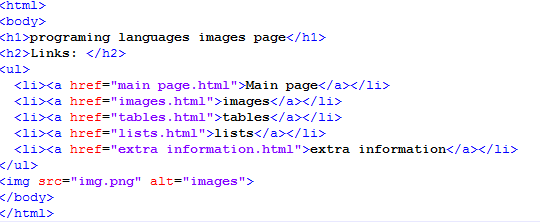 <html>
<body>
<h1>programing languages images page</h1>
<h2>Links: </h2>
<ul>
  <li><a href="main page.html">Main page</a></li>
  <li><a href="images.html">images</a></li>
  <li><a href="tables.html">tables</a></li>
  <li><a href="lists.html">lists</a></li>
  <li><a href="extra information.html">extra information</a></li>
</ul>
<img src="img.png" alt="images">
</body>
</html>